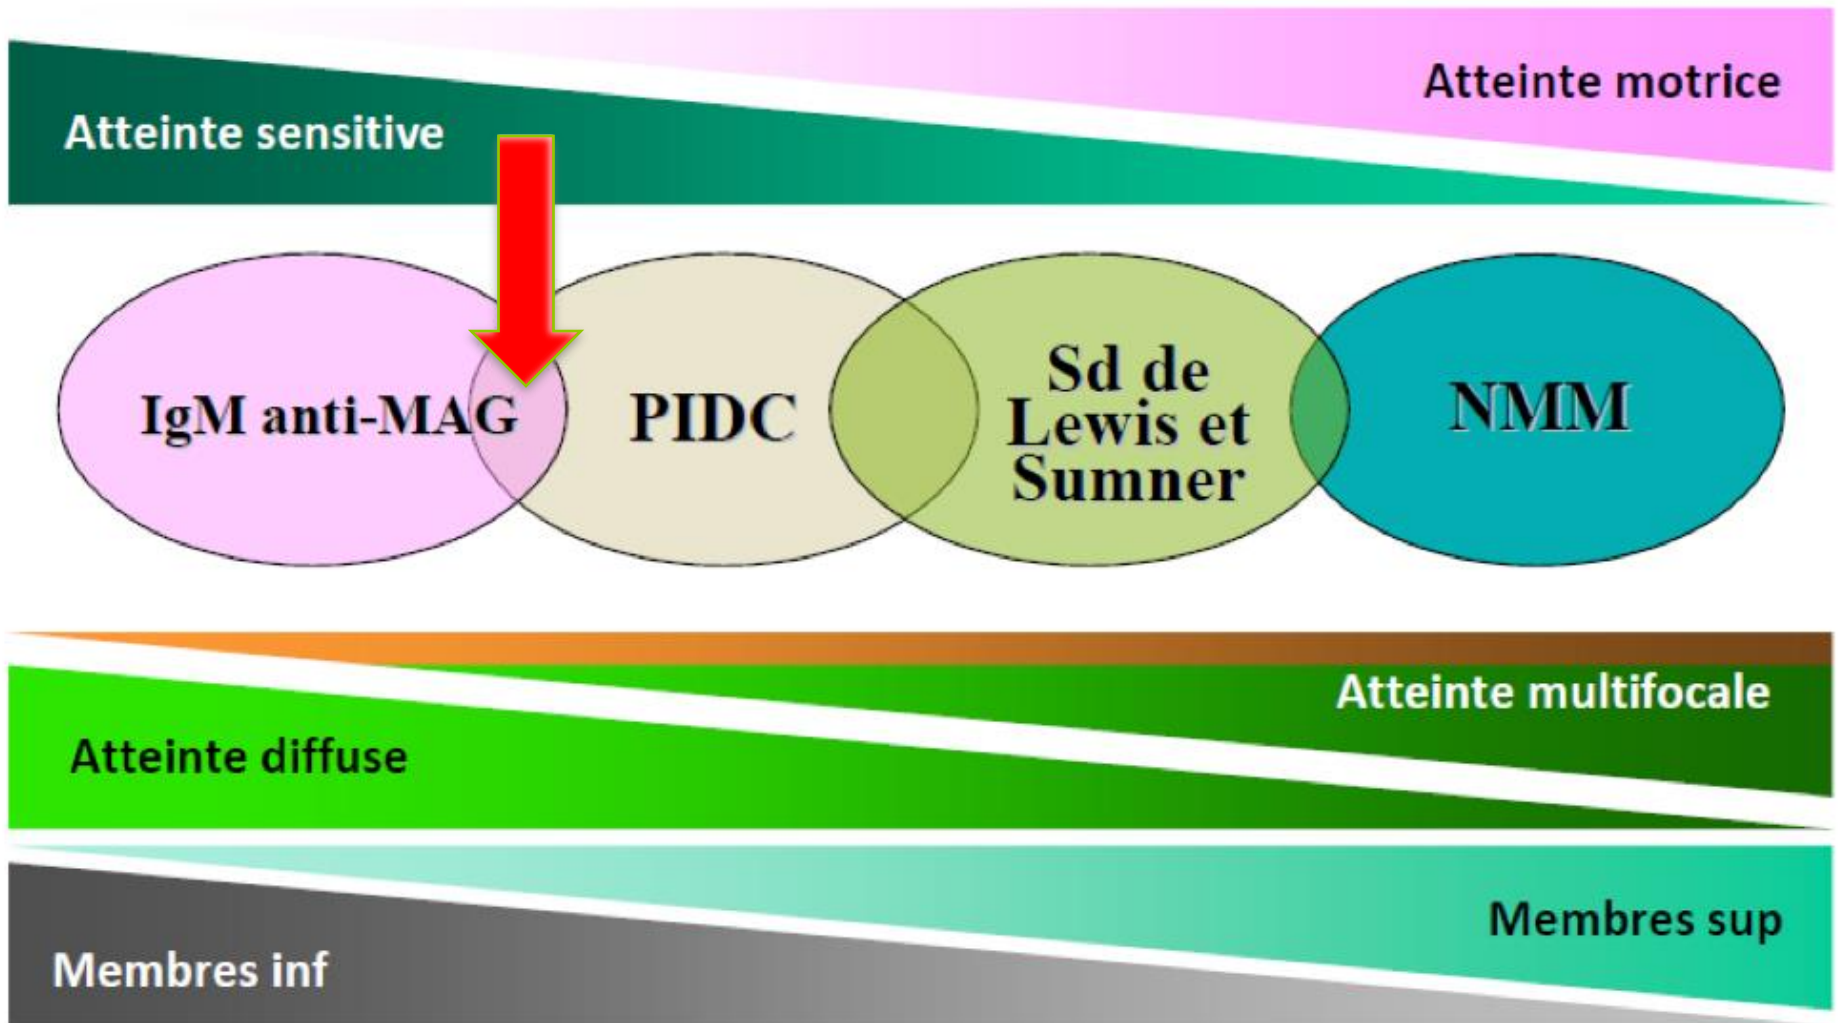 Atteinte motrice
Atteinte sensitive
IgM anti-MAG
PIDC
Sd de
Lewis et
Sumner
NMM
Atteinte multifocale
Atteinte diffuse
Membres sup
Membres inf